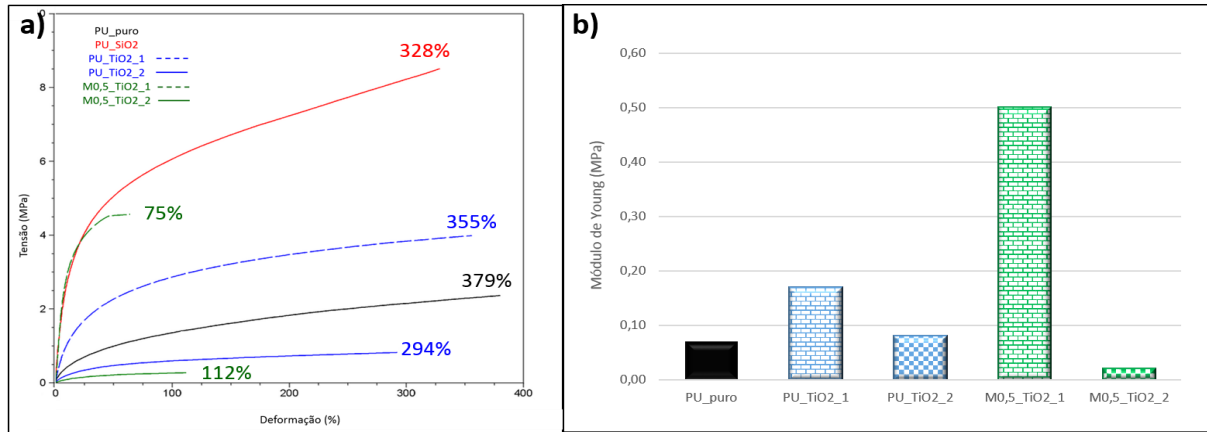 a)
PU_puro
PU_SiO2
PU_TiO2_1
PU_TiO2_2
M0,5_TiO2_1
M0,5_TiO2_2
328%
75%
355%
379%
294%
112%
8
6
4
2
0
0
100
200
300
400
Tensão (MPa)
Deformação (%)
b)
0,60
0,50
0,40
0,30
0,20
0,10
0,00
Módulo de Young (MPa)
PU_puro
PU_TiO2_1
PU_TiO2_2
M0,5_TiO2_1
M0,5_TiO2_2